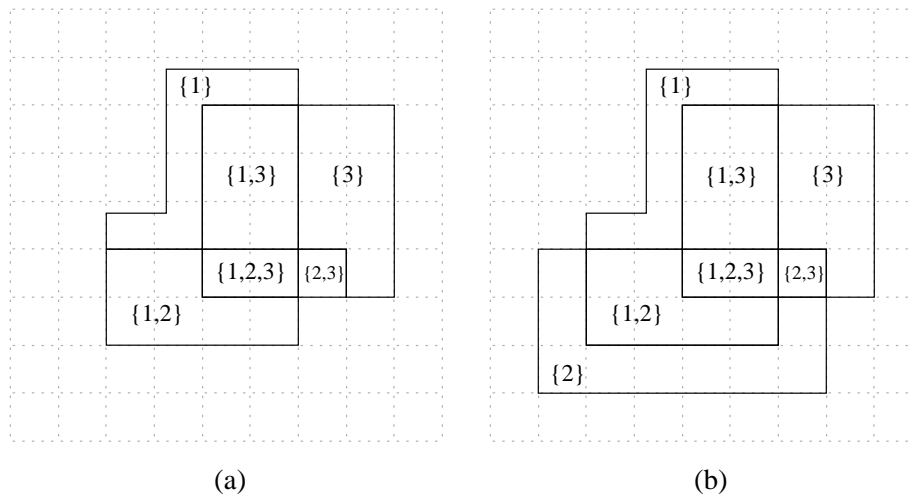 {1} {1}
{1,3} {3} {1,3} {3}
{1,2,3} {2,3} {1,2,3} {2,3}
{1,2} {1,2}
{2}
(a) (b)